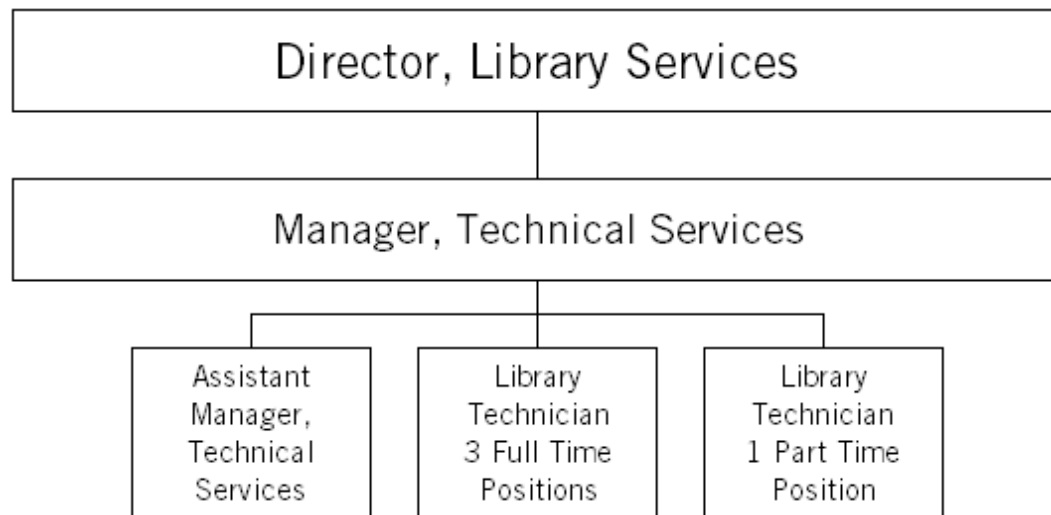 Director, Library Services
Manager, Technical Services
Assistant
Manager,
Technical
Services
Library
Technician
3 Full Time
Positions
Library
Technician
1 Part Time
Position